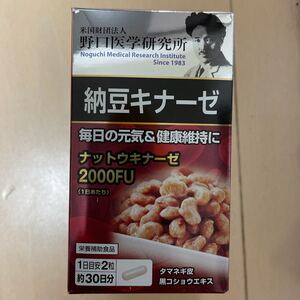 米国財団法人
野口医学研究所
Noguchi Medical Research Institute
Since 1983
納豆キナーゼ
毎日の元気&健康維持に
ナットウキナーゼ
2000FU
(1日あたり)
栄養補助食品
1日目安2粒
約30日分
タマネギ皮
黒コショウエキス